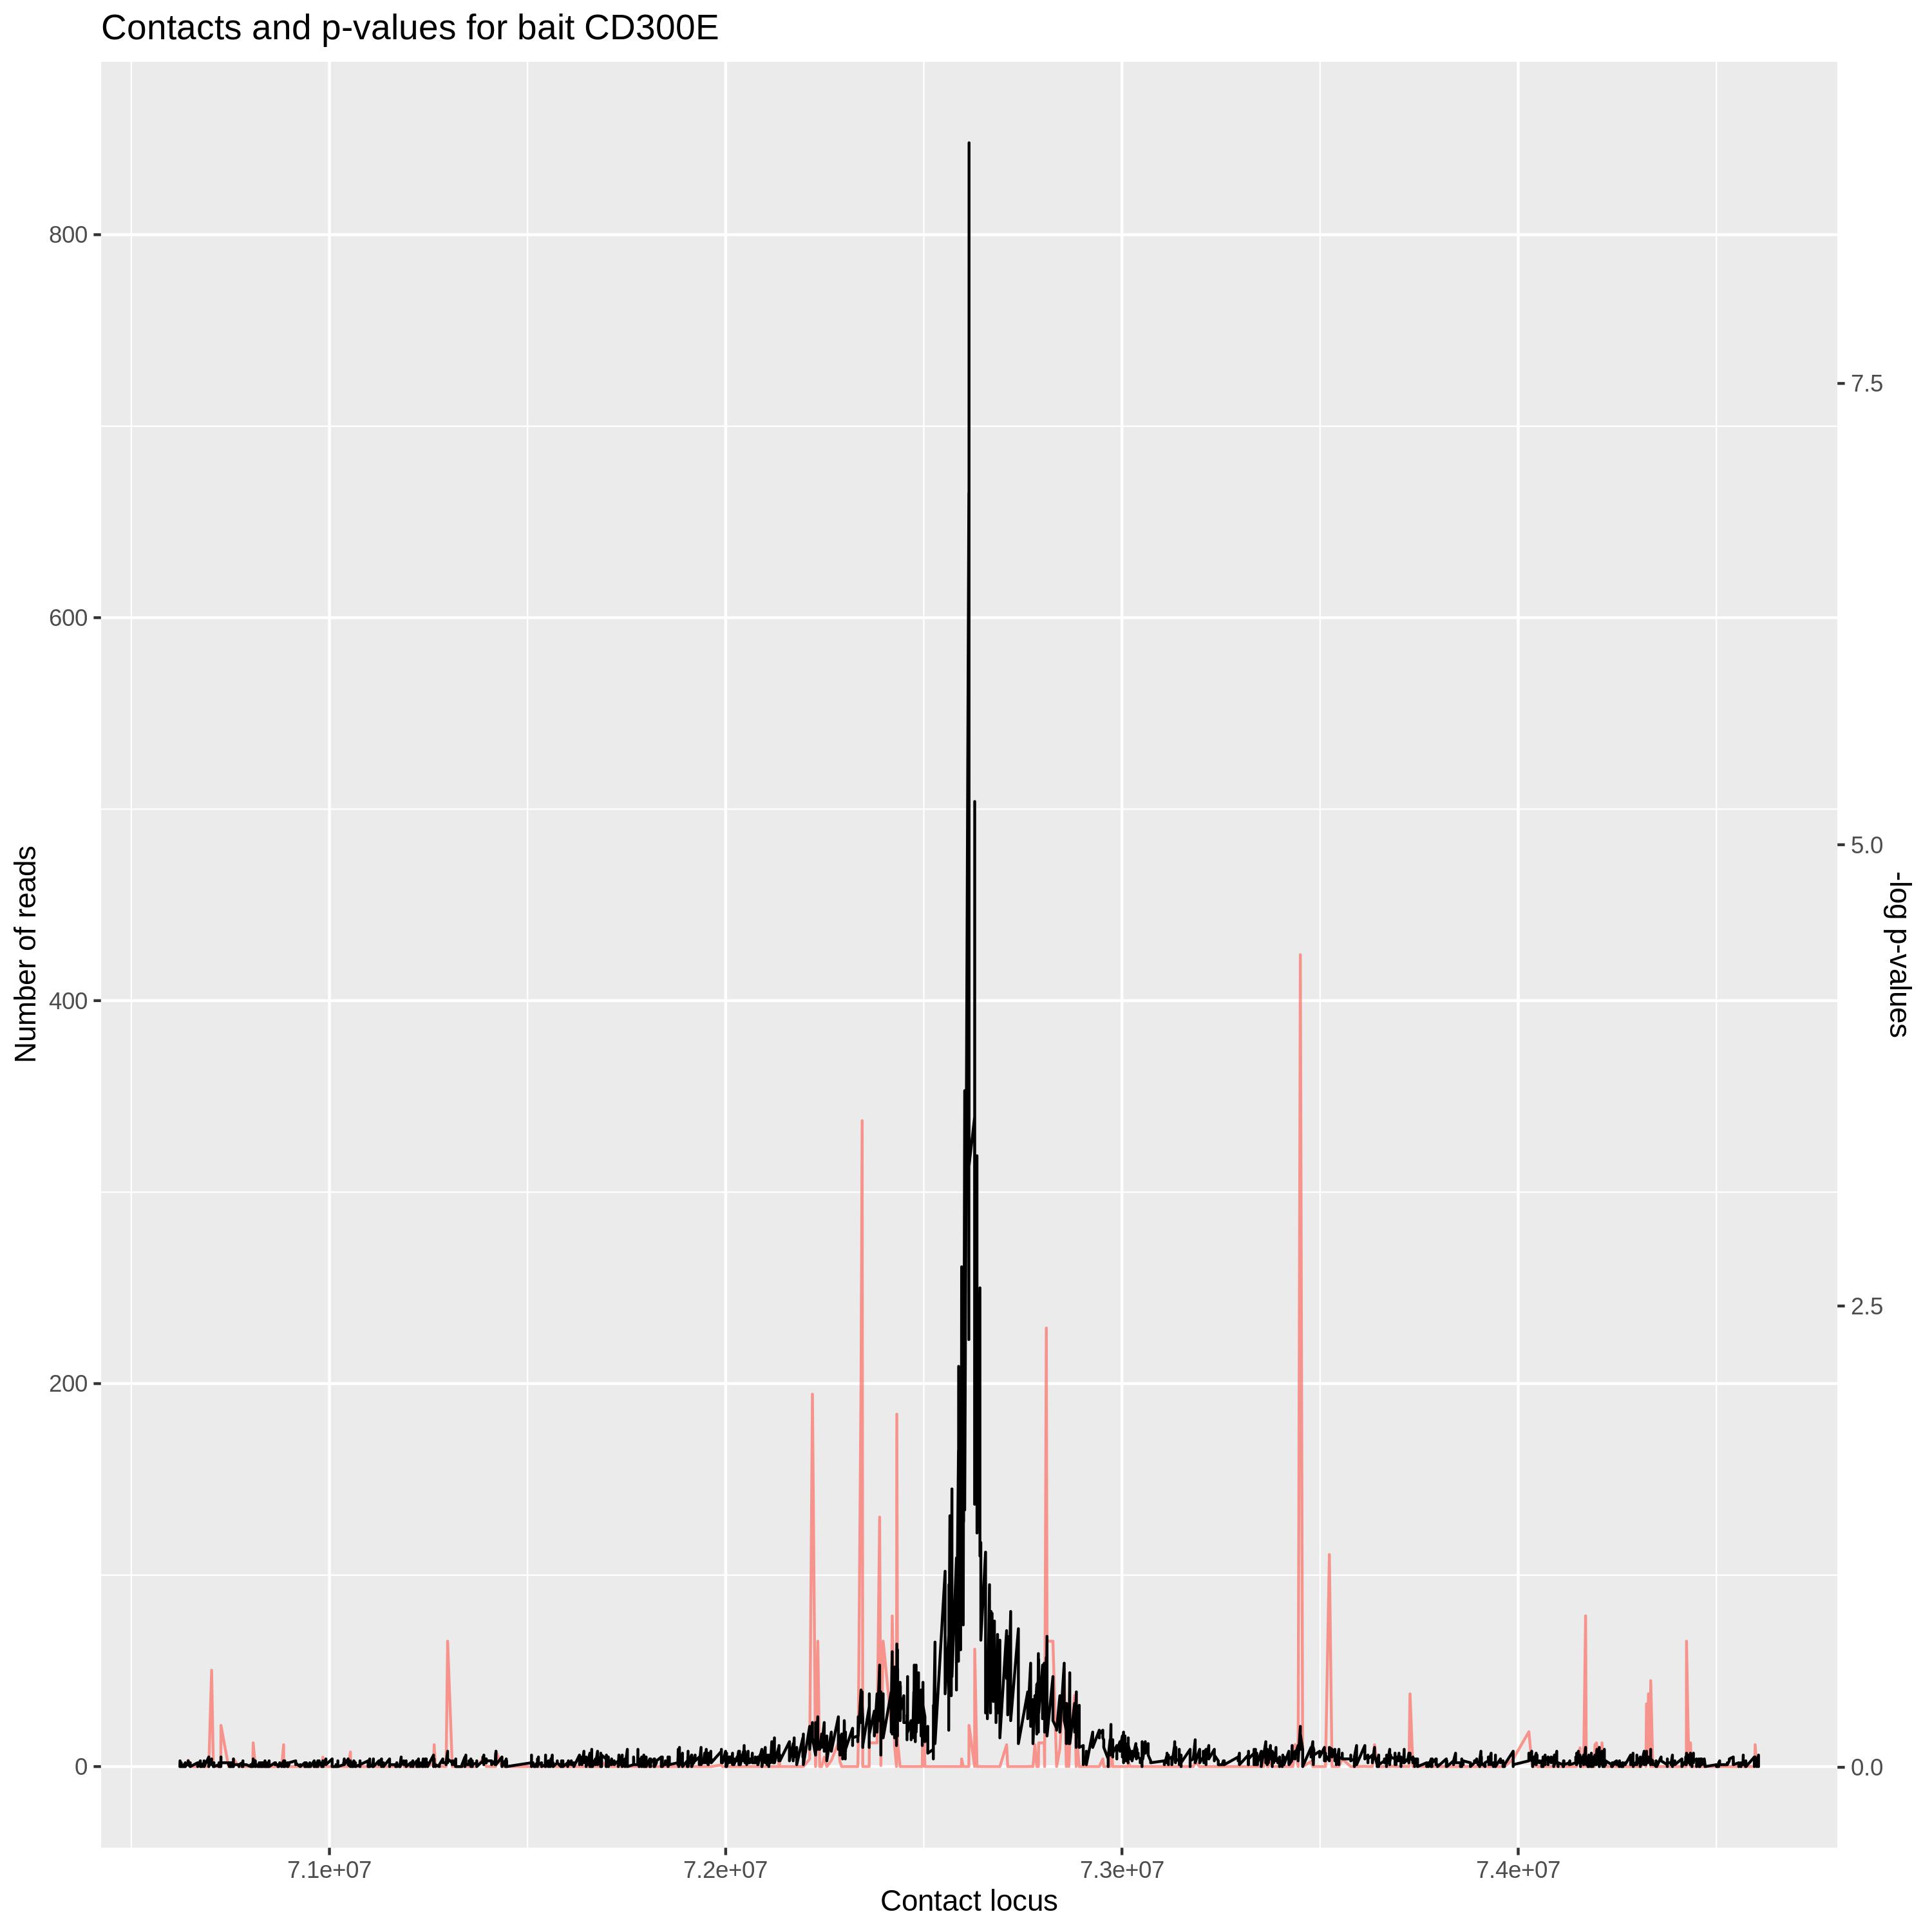 Contacts and p-values for bait CD300E
800
600
400
200
0
Number of reads
7.5
5.0
2.5
0.0
-log p-values
7.1e+07
7.2e+07
7.3e+07
7.4e+07
Contact locus